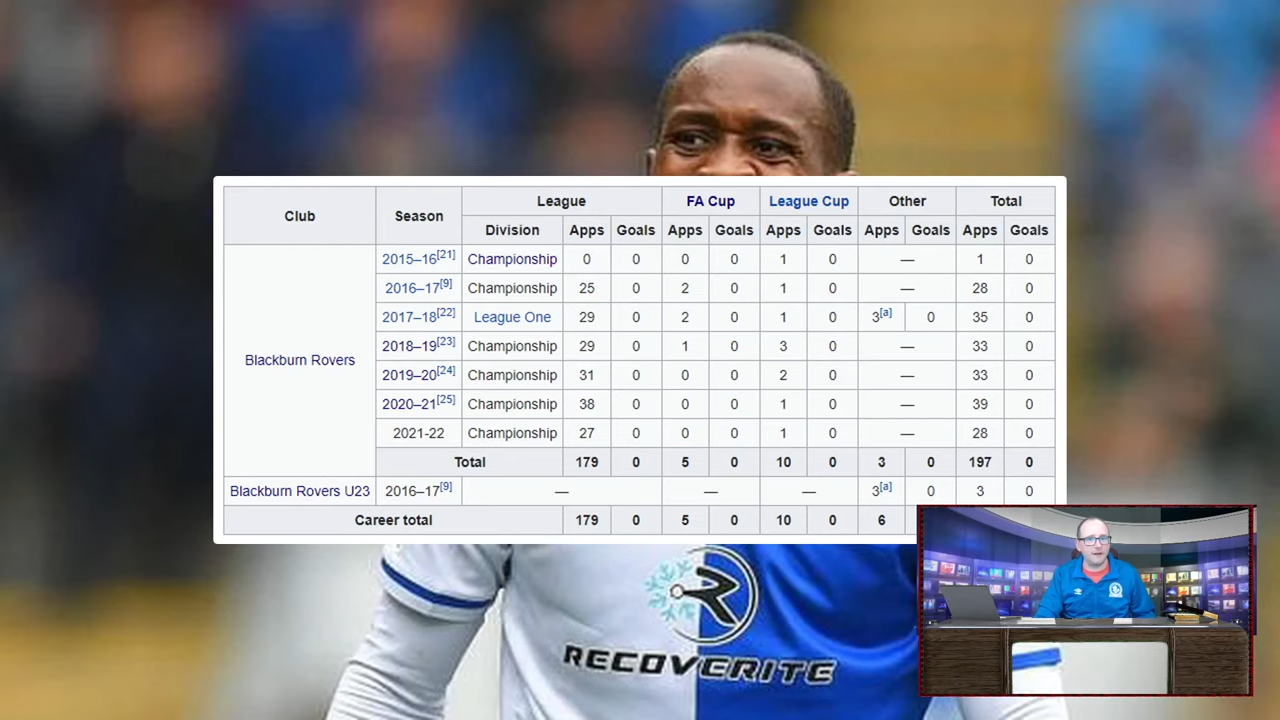 Club Season League FA Cup League Cup Other Total
Division Apps Goals Apps Goals Apps Goals Apps Goals Apps Goals
Blackburn Rovers 2015–16[21] Championship 0 0 0 0 1 0 — 1 0
2016–17[9] Championship 25 0 2 0 1 0 — 28 0
2017–18[22] League One 29 0 2 0 1 0 3[a] 0 35 0
2018–19[23] Championship 29 0 1 0 3 0 — 33 0
2019–20[24] Championship 31 0 0 0 2 0 — 33 0
2020–21[25] Championship 38 0 0 0 1 0 — 39 0
2021-22 Championship 27 0 0 0 1 0 — 28 0
Total 179 0 5 0 10 0 3 0 197 0
Blackburn Rovers U23 2016–17[9] — — — 3[a] 0 3 0
Career total 179 0 5 0 10 0 6
RECOVERITE